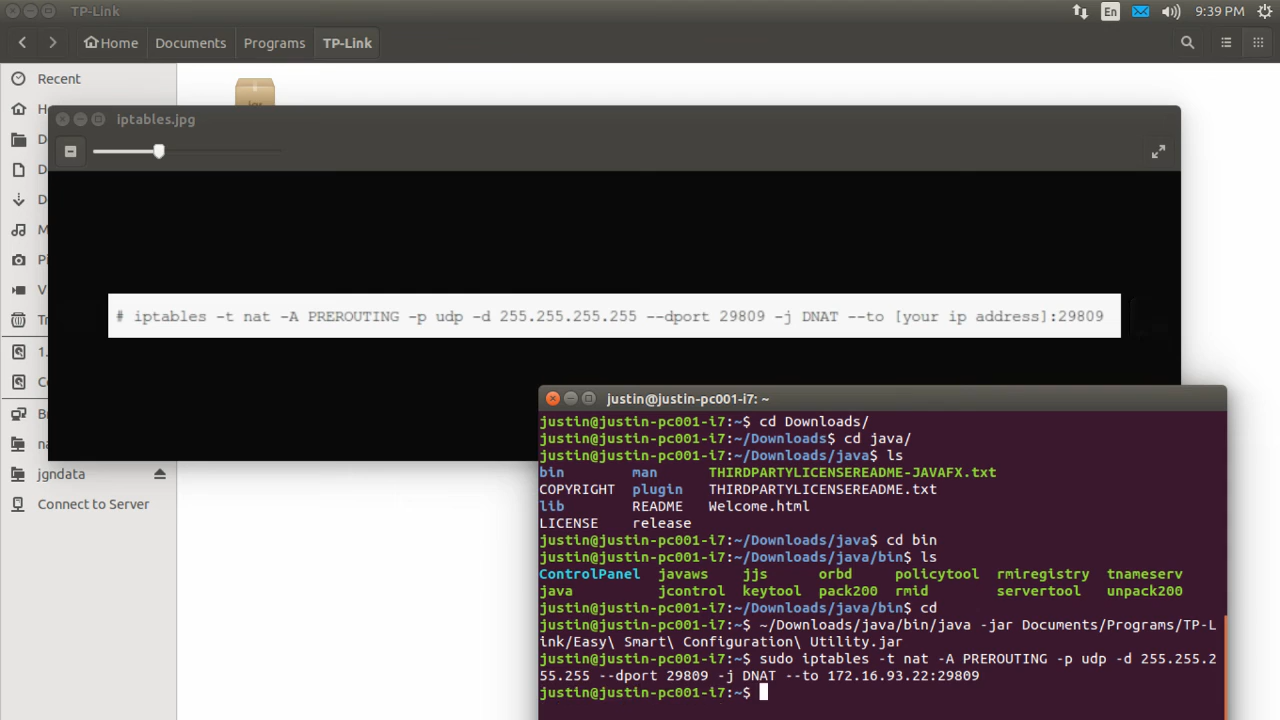 TP-Link
En
9:39 PM
Home
Documents
Programs
TP-Link
Recent
iptables.jpg
# iptables -t nat -A PREROUTING -p udp -d 255.255.255.255 --dport 29809 -j DNAT --to [your ip address]:29809
jgndata
Connect to Server
justin@justin-pc001-i7: ~
justin@justin-pc001-i7:~$ cd Downloads/
justin@justin-pc001-i7:~/Downloads$ cd java/
justin@justin-pc001-i7:~/Downloads/java$ ls
bin man THIRDPARTYLICENSEREADME-JAVAFX.txt
COPYRIGHT plugin THIRDPARTYLICENSEREADME.txt
lib README Welcome.html
LICENSE release
justin@justin-pc001-i7:~/Downloads/java$ cd bin
justin@justin-pc001-i7:~/Downloads/java/bin$ ls
ControlPanel javaws jjs orbd policytool rmiregistry tnameserv
java jcontrol keytool pack200 rmid servertool unpack200
justin@justin-pc001-i7:~/Downloads/java/bin$ cd
justin@justin-pc001-i7:~$ ~/Downloads/java/bin/java -jar Documents/Programs/TP-L
ink/Easy\ Smart\ Configuration\ Utility.jar
justin@justin-pc001-i7:~$ sudo iptables -t nat -A PREROUTING -p udp -d 255.255.2
55.255 --dport 29809 -j DNAT --to 172.16.93.22:29809
justin@justin-pc001-i7:~$